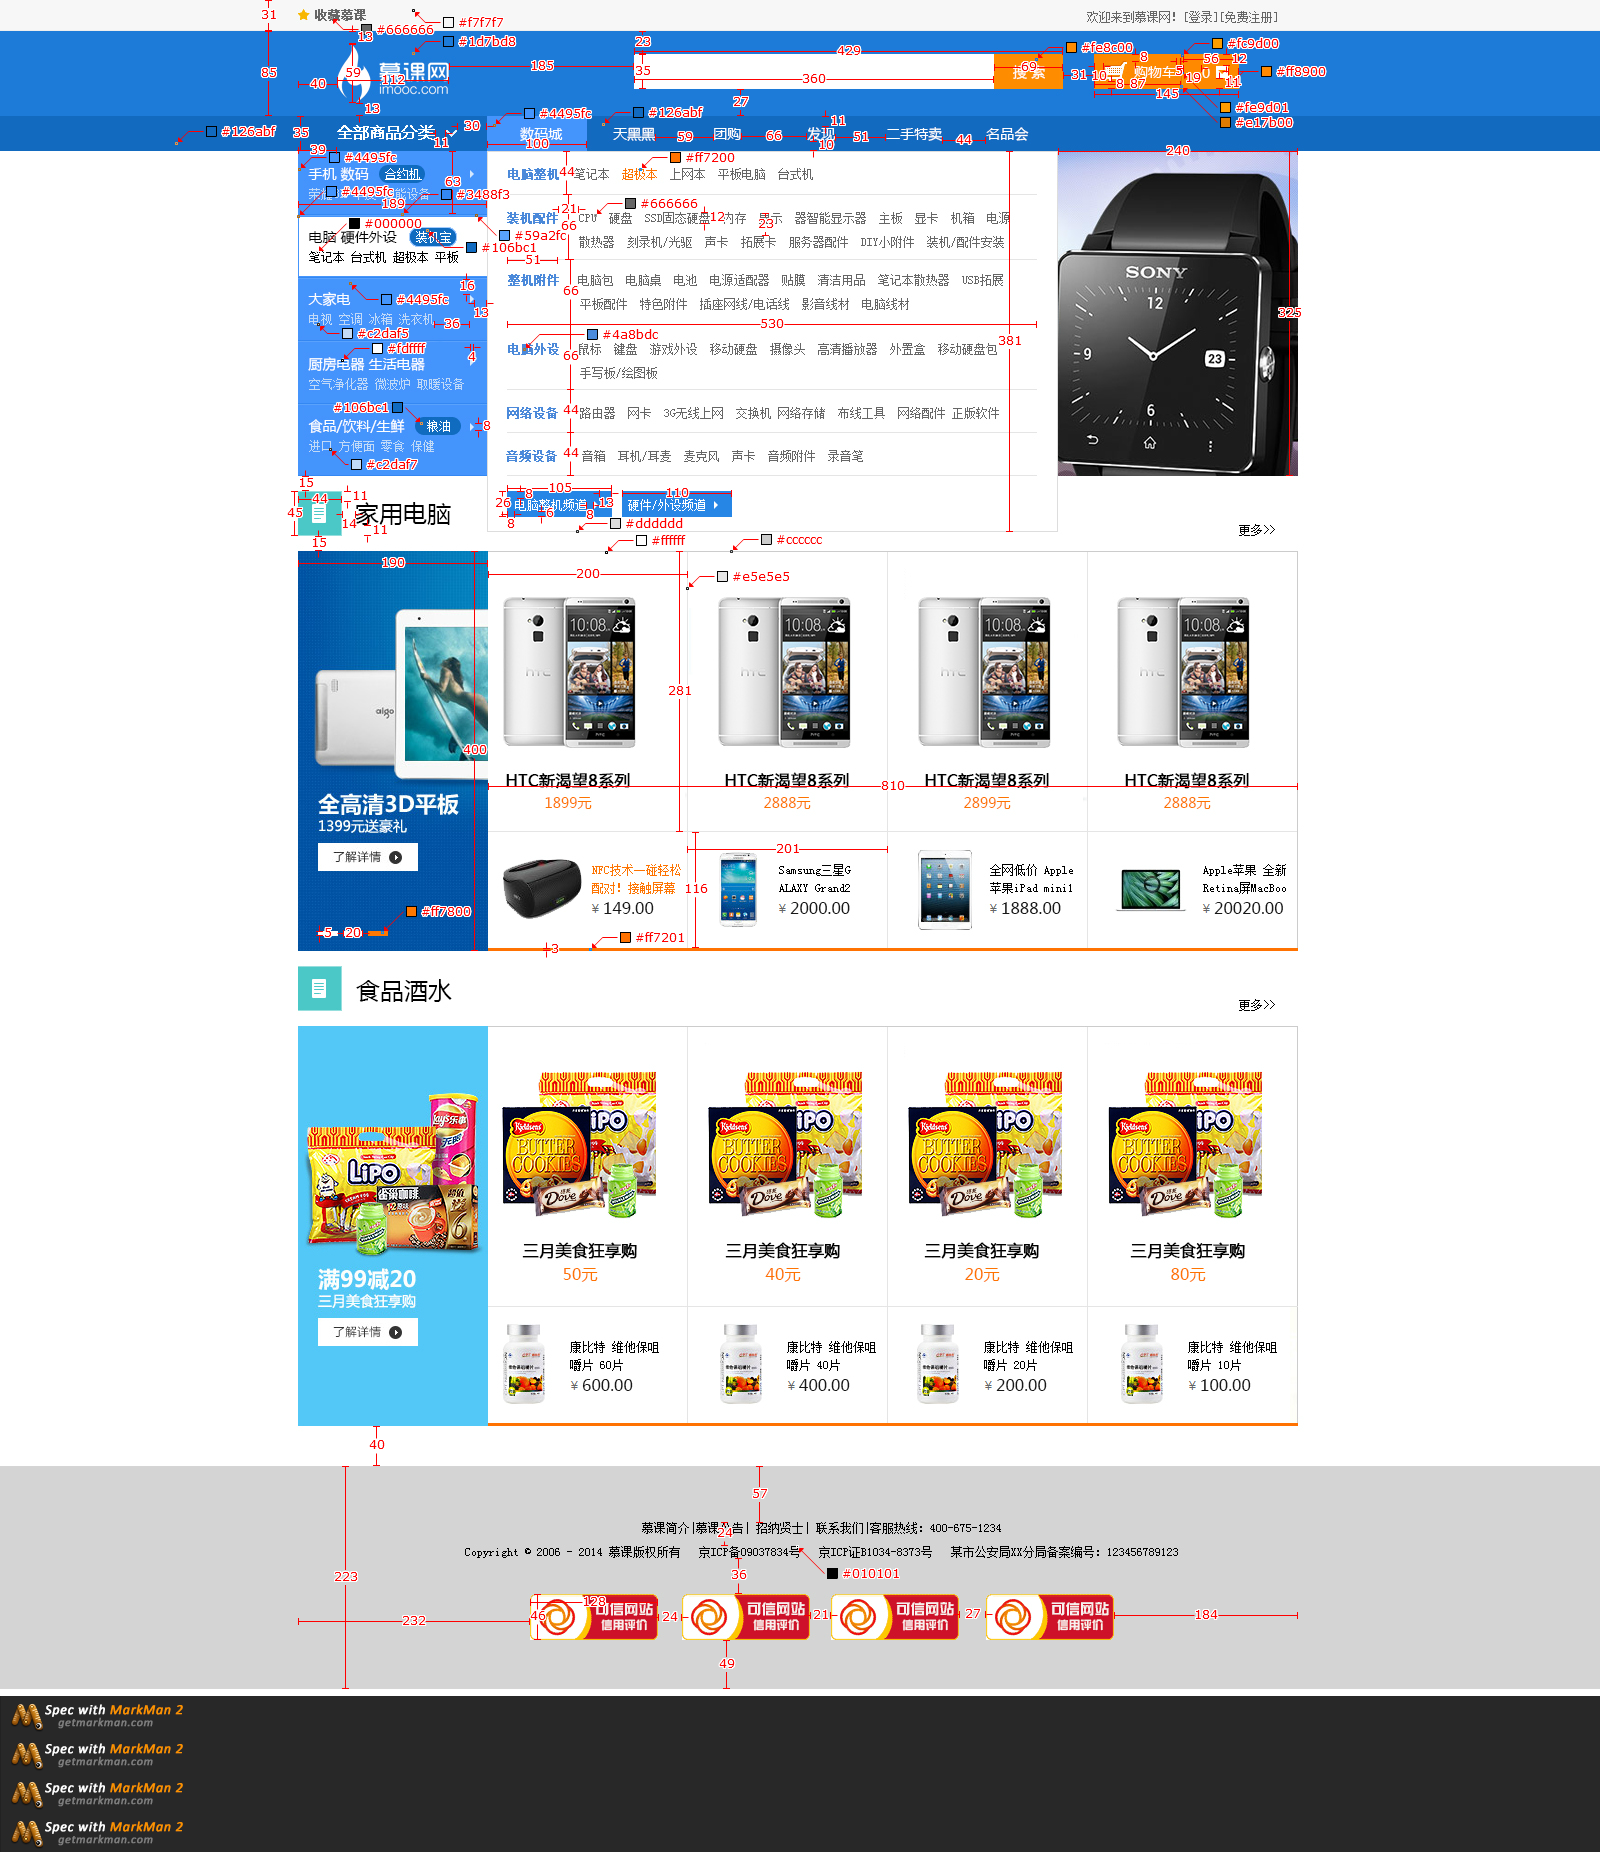 收藏慕课
欢迎来到慕课网! [登录][免费注册]
#f7f7f7
#666666
#1d7bd8
慕课网
imooc.com
搜 索
购物车
0
#fe8c00
#fc9d00
#ff8900
#fe9d01
#e17b00
31
85
13
59
40
112
13
185
23
35
429
360
69
27
31
10
8
8
87
145
5
19
56
12
11
#126abf
#4495fc
#126abf
全部商品分类
数码城
天黑黑
团购
发现
二手特卖
名品会
35
39
11
30
100
59
66
11
10
51
44
240
#4495fc
手机 数码
合约机
#4495fc
#3488f3
63
189
#000000
#59a2fc
#106bc1
电脑 硬件外设
装机宝
笔记本 台式机 超极本 平板
大家电
#4495fc
电视 空调 冰箱 洗衣机
#c2daf5
16
13
36
#fdffff
4
厨房电器 生活电器
空气净化器 微波炉 取暖设备
#106bc1
食品/饮料/生鲜
粮油
8
进口 方便面 零食 保健
#c2daf7
#ff7200
电脑整机 笔记本 超极本 上网本 平板电脑 台式机
44
#666666
21
12
23
装机配件 CPU 硬盘 SSD固态硬盘 内存 显示 器智能显示器 主板 显卡 机箱 电源
66
散热器 刻录机/光驱 声卡 拓展卡 服务器配件 DIY小附件 装机/配件安装
51
整机附件 电脑包 电脑桌 电池 电源适配器 贴膜 清洁用品 笔记本散热器 USB拓展
66
平板配件 特色附件 插座网线/电话线 影音线材 电脑线材
530
#4a8bdc
381
电脑外设 鼠标 键盘 游戏外设 移动硬盘 摄像头 高清播放器 外置盒 移动硬盘包
66
手写板/绘图板
网络设备 路由器 网卡 3G无线上网 交换机 网络存储 布线工具 网络配件 正版软件
44
音频设备 音箱 耳机/耳麦 麦克风 声卡 音频附件 录音笔
44
SONY
12
9
23
6
325
105
110
26
8
8
13
8
6
电脑整机频道
硬件/外设频道
#dddddd
#ffffff
#cccccc
15
44
45
11
14
11
15
家用电脑
更多>>
190
200
#e5e5e5
281
400
810
aigo
全高清3D平板
1399元送豪礼
了解详情
#ff7800
5
20
10:08
10:08
10:08
10:08
HTC新渴望8系列
1899元
HTC新渴望8系列
2888元
HTC新渴望8系列
2899元
HTC新渴望8系列
2888元
201
116
NFC技术一碰轻松
配对! 接触屏幕
¥ 149.00
Samsung三星G
ALAXY Grand2
¥ 2000.00
全网低价 Apple
苹果iPad mini1
¥ 1888.00
Apple苹果 全新
Retina屏MacBoo
¥ 20020.00
#ff7201
3
食品酒水
更多>>
LiPO
满99减20
三月美食狂享购
了解详情
Kjeldsens
BUTTER
COOKIES
LiPO
Dove
Kjeldsens
BUTTER
COOKIES
LiPO
Dove
Kjeldsens
BUTTER
COOKIES
LiPO
Dove
Kjeldsens
BUTTER
COOKIES
LiPO
Dove
三月美食狂享购
50元
三月美食狂享购
40元
三月美食狂享购
20元
三月美食狂享购
80元
康比特 维他保咀
嚼片 60片
¥ 600.00
康比特 维他保咀
嚼片 40片
¥ 400.00
康比特 维他保咀
嚼片 20片
¥ 200.00
康比特 维他保咀
嚼片 10片
¥ 100.00
40
57
慕课简介|慕课公告| 招纳贤士| 联系我们|客服热线: 400-675-1234
24
Copyright © 2006 - 2014 慕课版权所有 京ICP备09037834号 京ICP证B1034-8373号 某市公安局XX分局备案编号: 123456789123
36
#010101
223
232
46
128
24
21
27
184
可信网站
信用评价
可信网站
信用评价
可信网站
信用评价
可信网站
信用评价
49
Spec with MarkMan 2
getmarkman.com
Spec with MarkMan 2
getmarkman.com
Spec with MarkMan 2
getmarkman.com
Spec with MarkMan 2
getmarkman.com